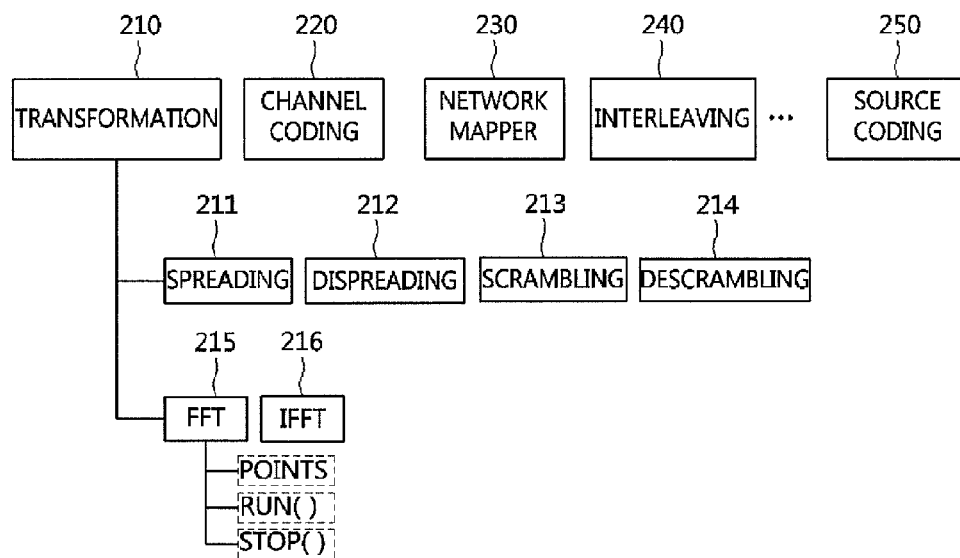 210 220 230 240 250
TRANSFORMATION
CHANNEL
CODING
NETWORK
MAPPER
INTERLEAVING
...
SOURCE
CODING
211 212 213 214
SPREADING DISPREADING SCRAMBLING DESCRAMBLING
215 216
FFT IFFT
POINTS
RUN( )
STOP( )